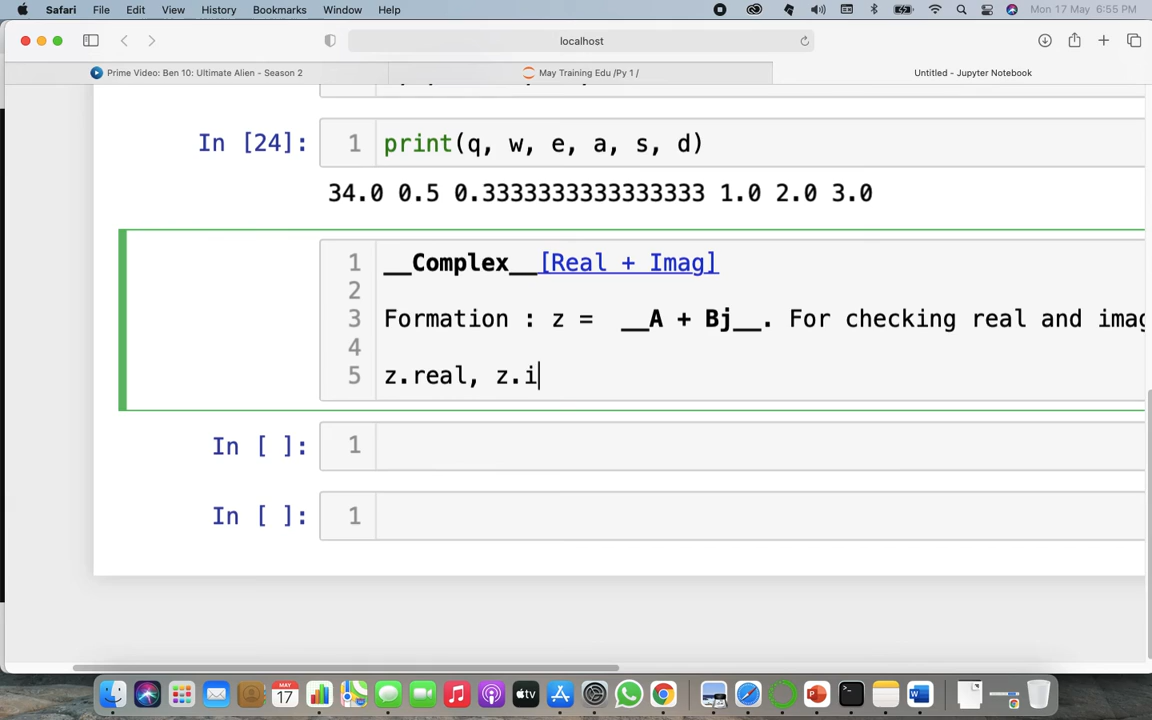 Safari File Edit View History Bookmarks Window Help Mon 17 May 6:55 PM
localhost
Prime Video: Ben 10: Ultimate Alien - Season 2 May Training Edu /Py 1 / Untitled - Jupyter Notebook
In [24]: 1 print(q, w, e, a, s, d)
34.0 0.5 0.3333333333333333 1.0 2.0 3.0
1 __Complex__[Real + Imag]
2
3 Formation : z = __A + Bj__. For checking real and imag
4
5 z.real, z.i
In [ ]: 1
In [ ]: 1
MAY
17
tv